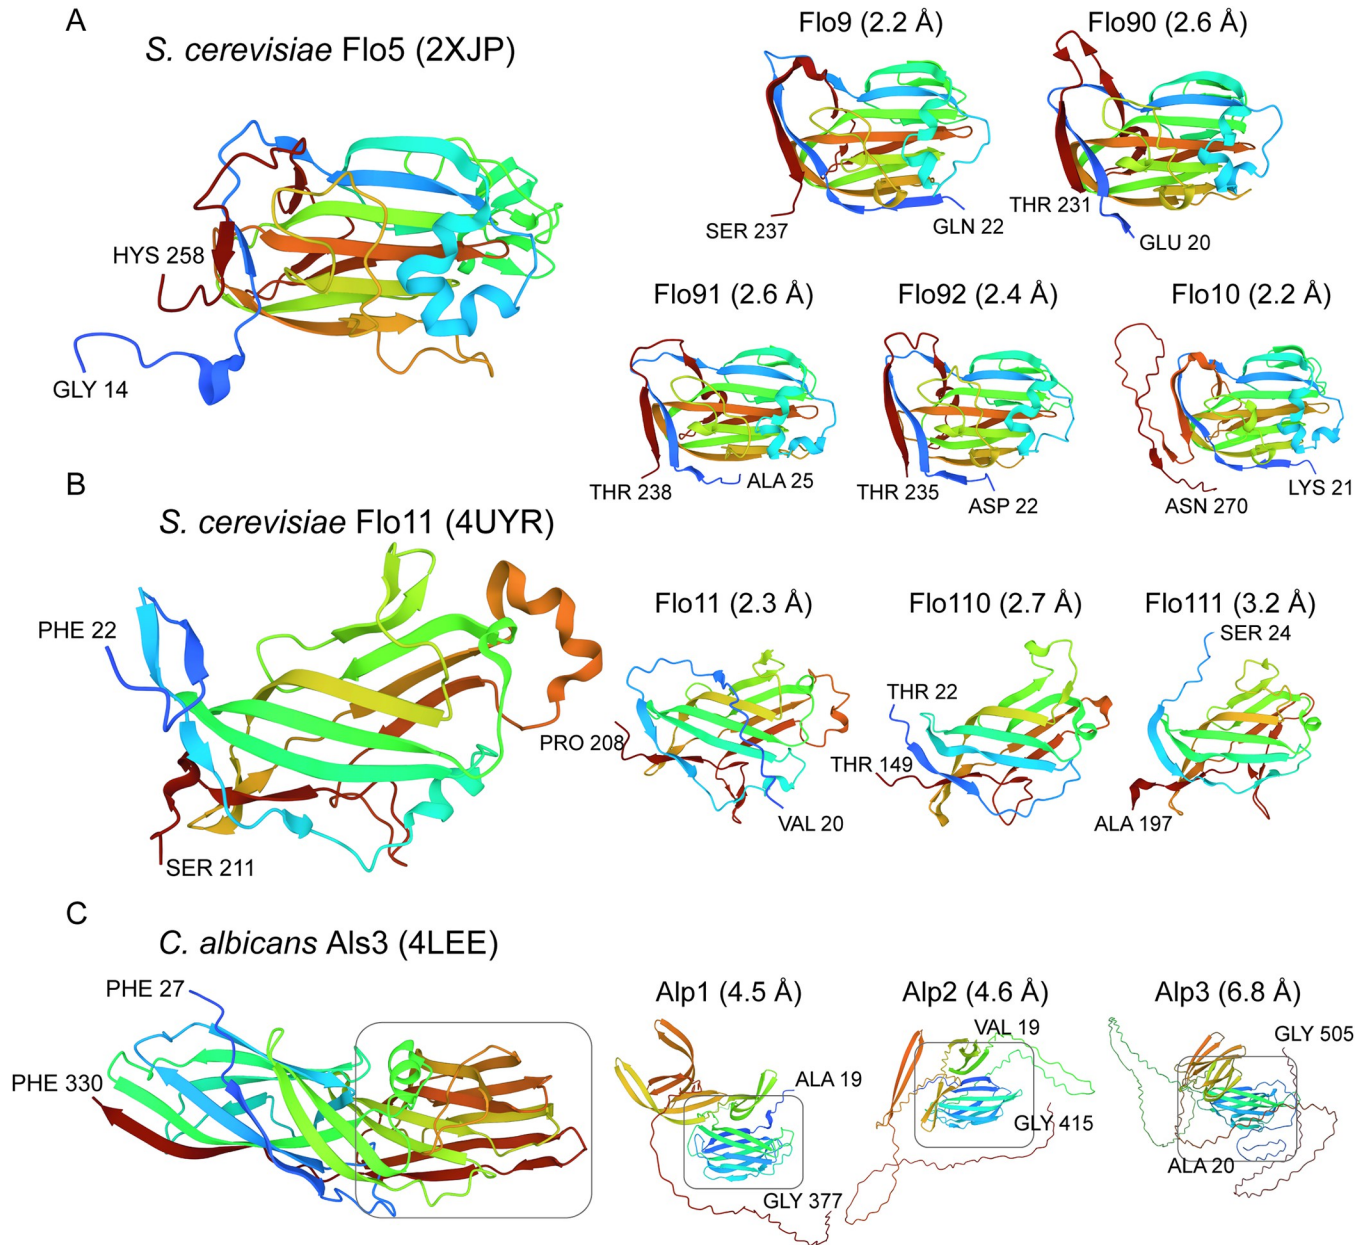 A
S. cerevisiae Flo5 (2XJP)
HYS 258
GLY 14
Flo9 (2.2 Å)
SER 237
GLN 22
Flo90 (2.6 Å)
THR 231
GLU 20
Flo91 (2.6 Å)
THR 238
ALA 25
Flo92 (2.4 Å)
THR 235
ASP 22
Flo10 (2.2 Å)
ASN 270
LYS 21
B
S. cerevisiae Flo11 (4UYR)
PHE 22
SER 211
Flo11 (2.3 Å)
PRO 208
VAL 20
Flo110 (2.7 Å)
THR 22
THR 149
Flo111 (3.2 Å)
SER 24
ALA 197
C
C. albicans Als3 (4LEE)
PHE 27
PHE 330
Alp1 (4.5 Å)
ALA 19
GLY 377
Alp2 (4.6 Å)
VAL 19
GLY 415
Alp3 (6.8 Å)
GLY 505
ALA 20